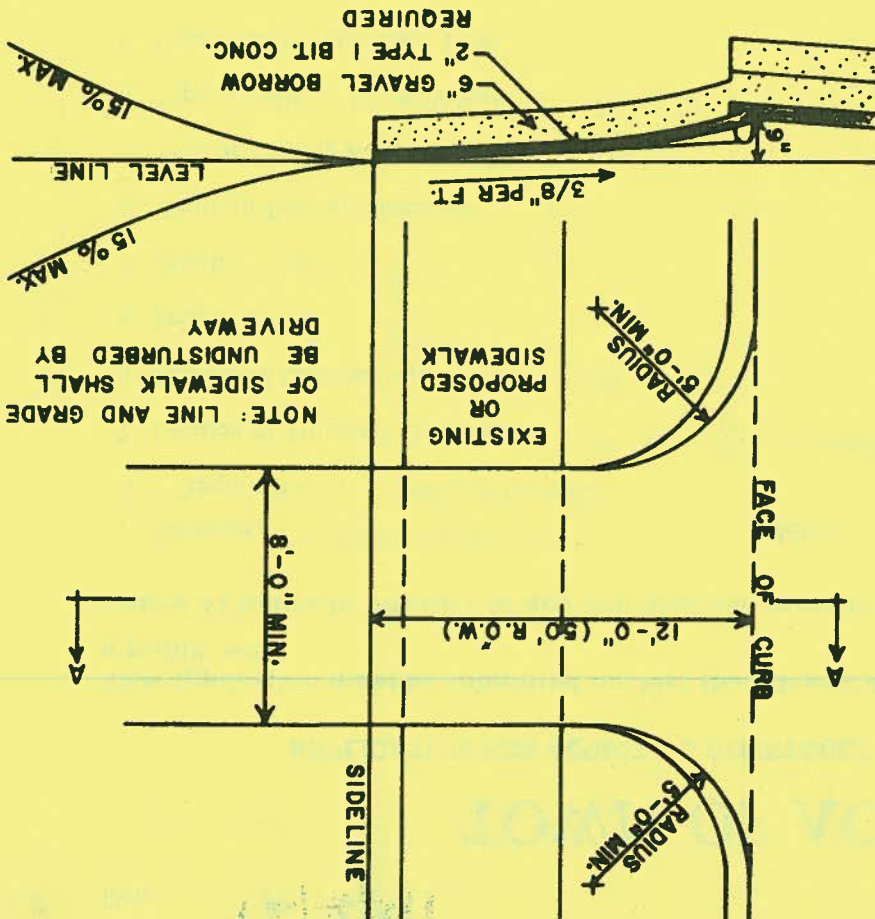 RADIUS
5'-0" MIN.
SIDELINE
A
A
FACE OF CURB
12'-0" (50' R.O.W.)
8'-0" MIN.
RADIUS
5'-0" MIN.
EXISTING
OR
PROPOSED
SIDEWALK
NOTE: LINE AND GRADE
OF SIDEWALK SHALL
BE UNDISTURBED BY
DRIVEWAY
15% MAX.
3/8" PER FT.
LEVEL LINE
6"
15% MAX.
6" GRAVEL BORROW
2" TYPE I BIT. CONC.
REQUIRED